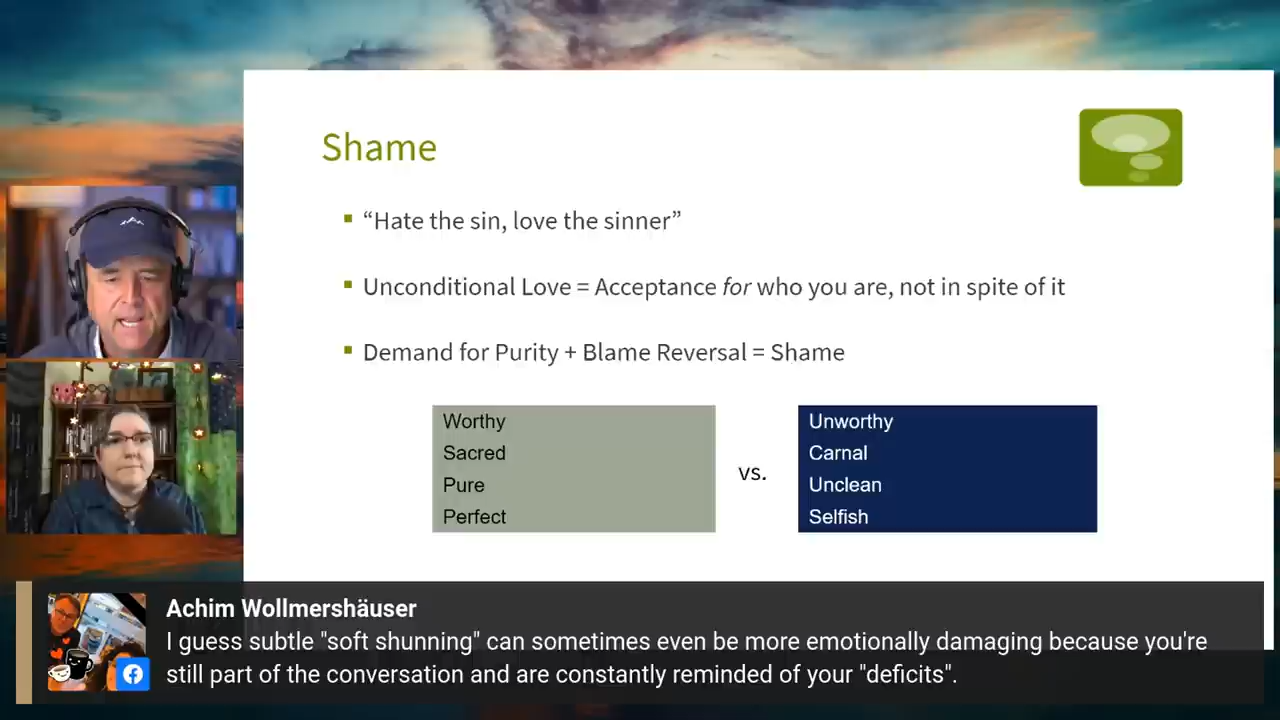 Shame
“Hate the sin, love the sinner”
Unconditional Love = Acceptance for who you are, not in spite of it
Demand for Purity + Blame Reversal = Shame
Worthy
Sacred
Pure
Perfect
vs.
Unworthy
Carnal
Unclean
Selfish
Achim Wollmershäuser
I guess subtle "soft shunning" can sometimes even be more emotionally damaging because you're
still part of the conversation and are constantly reminded of your "deficits".